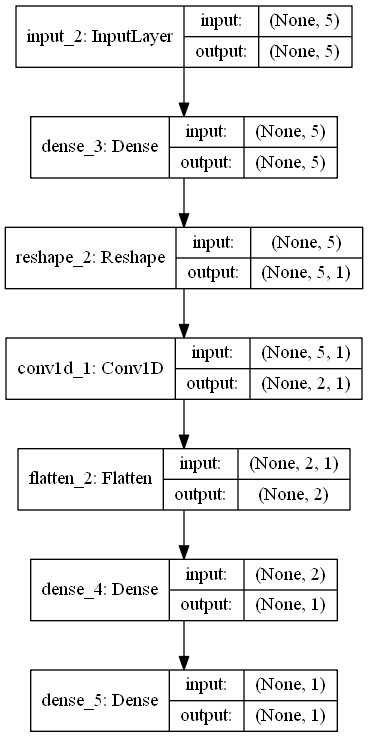 input_2: InputLayer input: (None, 5)
output: (None, 5)
dense_3: Dense input: (None, 5)
output: (None, 5)
reshape_2: Reshape input: (None, 5)
output: (None, 5, 1)
conv1d_1: Conv1D input: (None, 5, 1)
output: (None, 2, 1)
flatten_2: Flatten input: (None, 2, 1)
output: (None, 2)
dense_4: Dense input: (None, 2)
output: (None, 1)
dense_5: Dense input: (None, 1)
output: (None, 1)